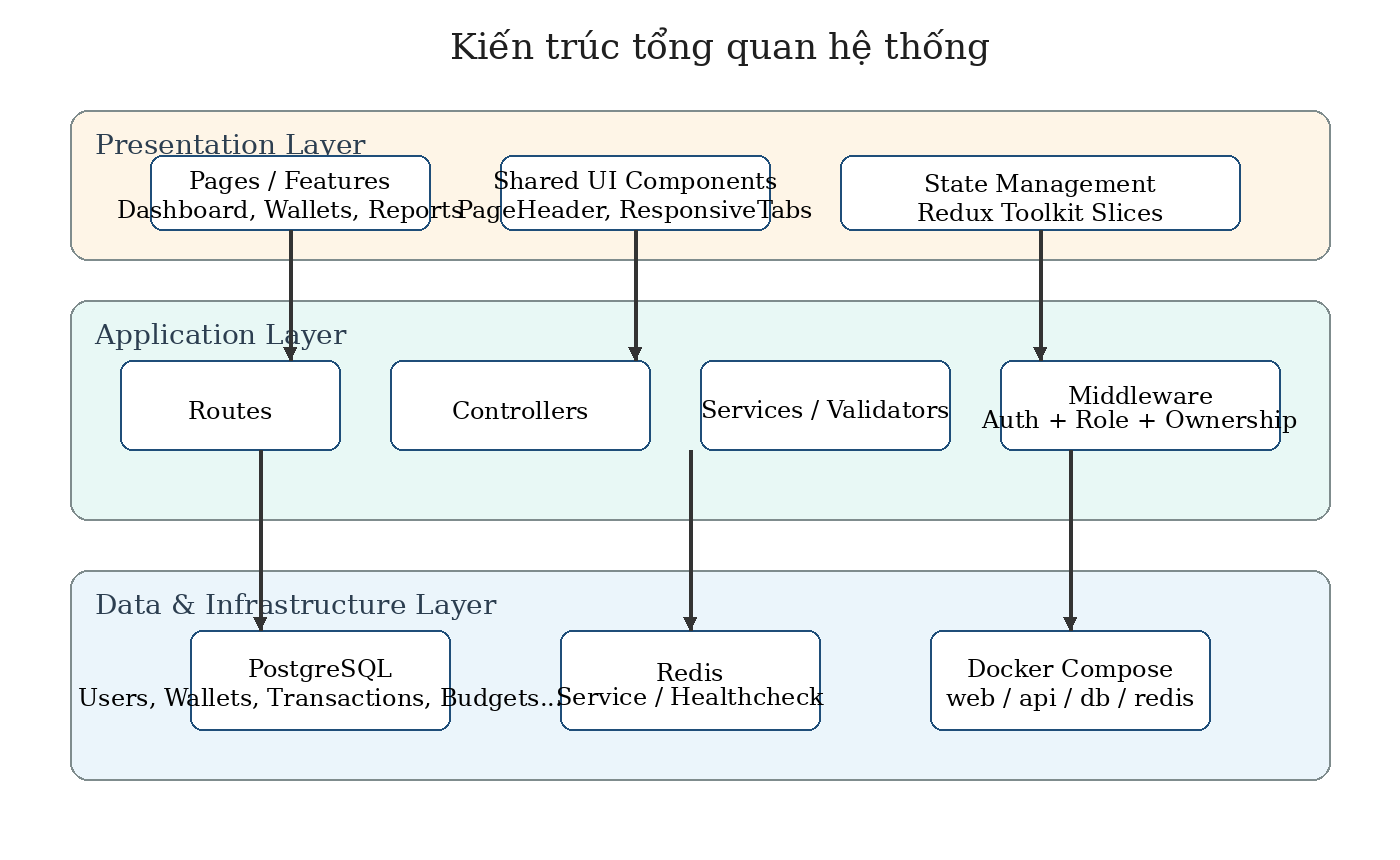 Kiến trúc tổng quan hệ thống
Presentation Layer
Pages / Features
Dashboard, Wallets, Reports
Shared UI Components
PageHeader, ResponsiveTabs
State Management
Redux Toolkit Slices
Application Layer
Routes
Controllers
Services / Validators
Middleware
Auth + Role + Ownership
Data & Infrastructure Layer
PostgreSQL
Users, Wallets, Transactions, Budgets...
Redis
Service / Healthcheck
Docker Compose
web / api / db / redis